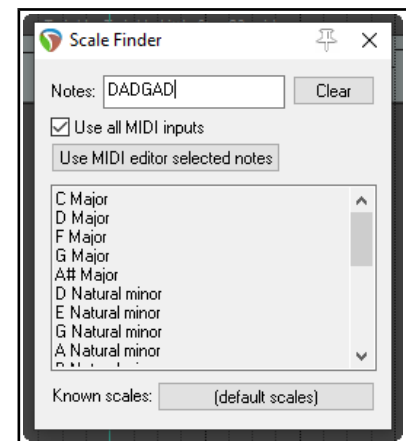 Scale Finder
Notes: DADGAD Clear
Use all MIDI inputs
Use MIDI editor selected notes
C Major
D Major
F Major
G Major
A# Major
D Natural minor
E Natural minor
G Natural minor
A Natural minor
Known scales: (default scales)